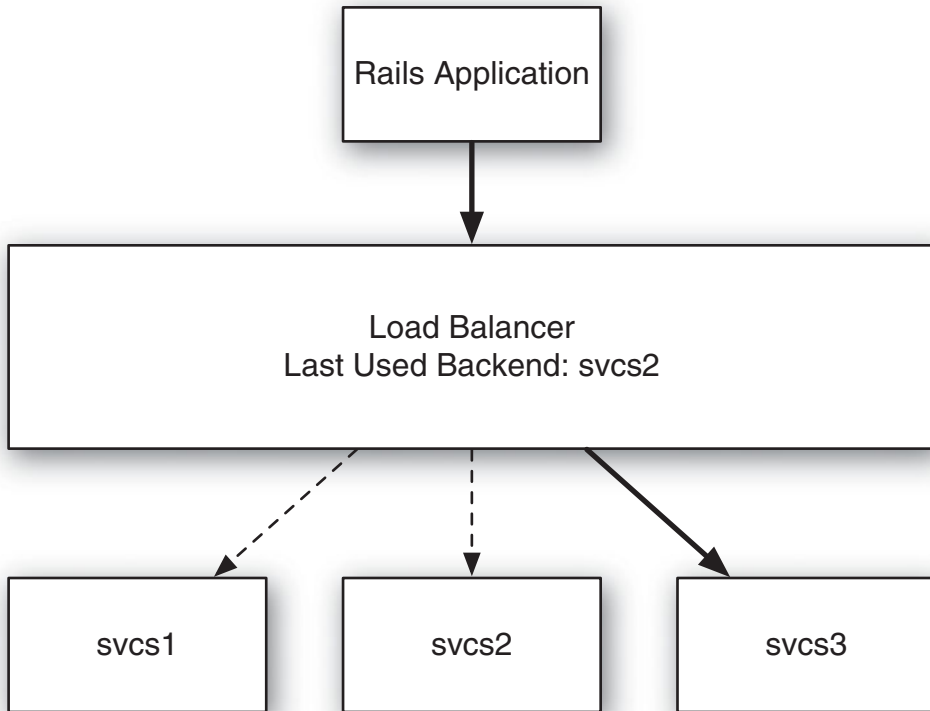 Rails Application
Load Balancer
Last Used Backend: svcs2
svcs1
svcs2
svcs3